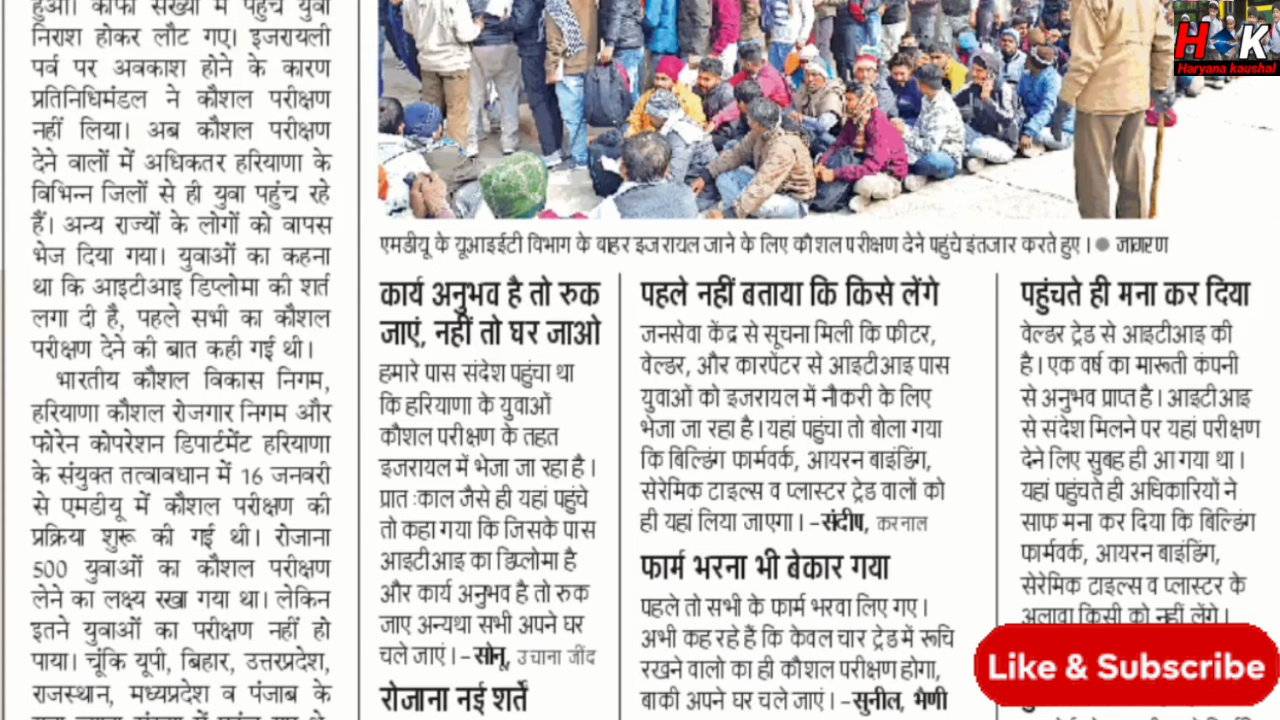 हुआ। काफी संख्या में पहुंचे युवा
निराश होकर लौट गए। इजरायली
पर्व पर अवकाश होने के कारण
प्रतिनिधिमंडल ने कौशल परीक्षण
नहीं लिया। अब कौशल परीक्षण
देने वालों में अधिकतर हरियाणा के
विभिन्न जिलों से ही युवा पहुंच रहे
हैं। अन्य राज्यों के लोगों को वापस
भेज दिया गया। युवाओं का कहना
था कि आइटीआइ डिप्लोमा की शर्त
लगा दी है, पहले सभी का कौशल
परीक्षण देने की बात कही गई थी।
भारतीय कौशल विकास निगम,
हरियाणा कौशल रोजगार निगम और
फोरेन कोपरेशन डिपार्टमेंट हरियाणा
के संयुक्त तत्वावधान में 16 जनवरी
से एमडीयू में कौशल परीक्षण की
प्रक्रिया शुरू की गई थी। रोजाना
500 युवाओं का कौशल परीक्षण
लेने का लक्ष्य रखा गया था। लेकिन
इतने युवाओं का परीक्षण नहीं हो
पाया। चूंकि यूपी, बिहार, उत्तरप्रदेश,
राजस्थान, मध्यप्रदेश व पंजाब के
H K
Haryana kaushal
एमडीयू के यूआइईटी विभाग के बाहर इजरायल जाने के लिए कौशल परीक्षण देने पहुंचे इंतजार करते हुए। ● जागरण
कार्य अनुभव है तो रुक
जाएं, नहीं तो घर जाओ
हमारे पास संदेश पहुंचा था
कि हरियाणा के युवाओं
कौशल परीक्षण के तहत
इजरायल में भेजा जा रहा है।
प्रात :काल जैसे ही यहां पहुंचे
तो कहा गया कि जिसके पास
आइटीआइ का डिप्लोमा है
और कार्य अनुभव है तो रुक
जाए अन्यथा सभी अपने घर
चले जाएं। -सोनू, उचाना जींद
रोजाना नई शर्तें
पहले नहीं बताया कि किसे लेंगे
जनसेवा केंद्र से सूचना मिली कि फीटर,
वेल्डर, और कारपेंटर से आइटीआइ पास
युवाओं को इजरायल में नौकरी के लिए
भेजा जा रहा है। यहां पहुंचा तो बोला गया
कि बिल्डिंग फार्मवर्क, आयरन बाइंडिंग,
सेरेमिक टाइल्स व प्लास्टर ट्रेड वालों को
ही यहां लिया जाएगा। -संदीप, करनाल
फार्म भरना भी बेकार गया
पहले तो सभी के फार्म भरवा लिए गए।
अभी कह रहे हैं कि केवल चार ट्रेड में रूचि
रखने वालो का ही कौशल परीक्षण होगा,
बाकी अपने घर चले जाएं। -सुनील, भैणी
पहुंचते ही मना कर दिया
वेल्डर ट्रेड से आइटीआइ की
है। एक वर्ष का मारूती कंपनी
से अनुभव प्राप्त है। आइटीआइ
से संदेश मिलने पर यहां परीक्षण
देने लिए सुबह ही आ गया था।
यहां पहुंचते ही अधिकारियों ने
साफ मना कर दिया कि बिल्डिंग
फार्मवर्क, आयरन बाइंडिंग,
सेरेमिक टाइल्स व प्लास्टर के
अलावा किसी को नहीं लेंगे।
Like & Subscribe